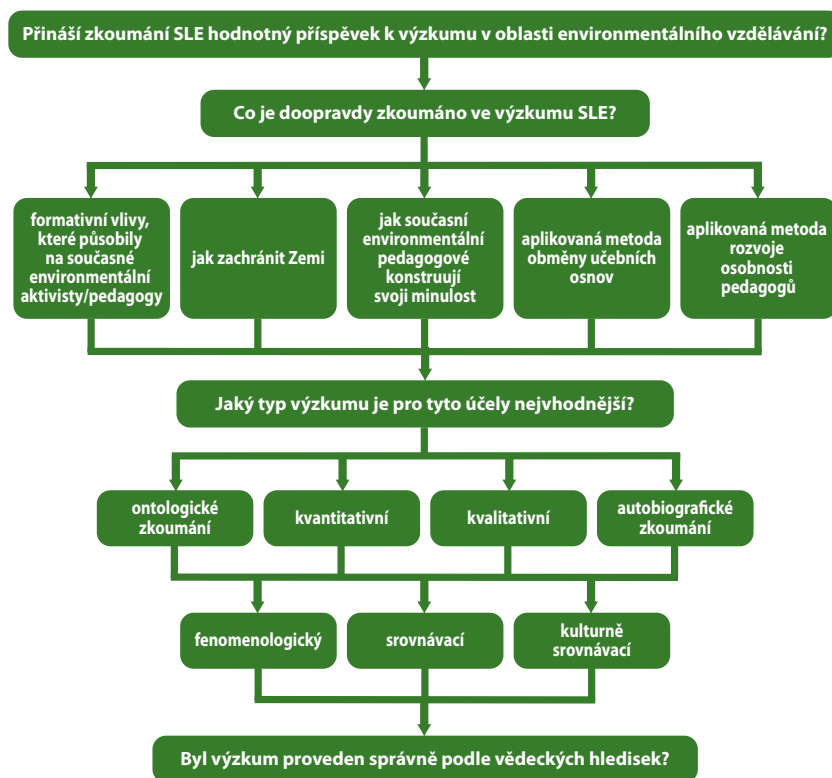 Přináší zkoumání SLE hodnotný příspěvek k výzkumu v oblasti environmentálního vzdělávání?
Co je doopravdy zkoumáno ve výzkumu SLE?
formativní vlivy,
které působily
na současné
environmentální
aktivisty/pedagogy
jak zachránit Zemi
jak současní
environmentální
pedagogové
konstruují
svoji minulost
aplikovaná metoda
obměny učebních
osnov
aplikovaná metoda
rozvoje
osobnosti
pedagogů
Jaký typ výzkumu je pro tyto účely nejvhodnější?
ontologické
zkoumání
kvantitativní
kvalitativní
autobiografické
zkoumání
fenomenologický
srovnávací
kulturně
srovnávací
Byl výzkum proveden správně podle vědeckých hledisek?